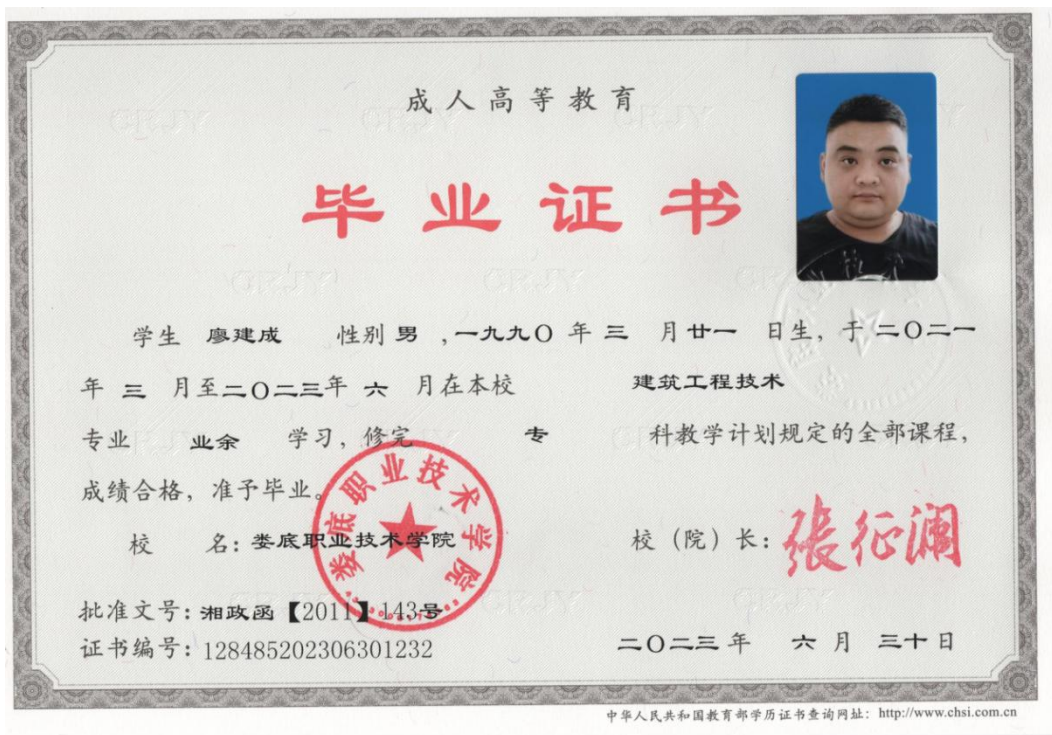 成人高等教育
毕业证书
学生 廖建成 性别 男 ,一九九〇 年 三 月 廿一 日生, 于 二〇二一
年 三 月至 二〇二三 年 六 月在本校 建筑工程技术
专业 业余 学习, 修完 专 科教学计划规定的全部课程,
成绩合格, 准予毕业。
娄底职业技术学院
校 名: 娄底职业技术学院 校（院）长: 张征澜
批准文号: 湘政函【2011】143号
证书编号: 128485202306301232 二〇二三 年 六 月 三十 日
中华人民共和国教育部学历证书查询网址: http://www.chsi.com.cn